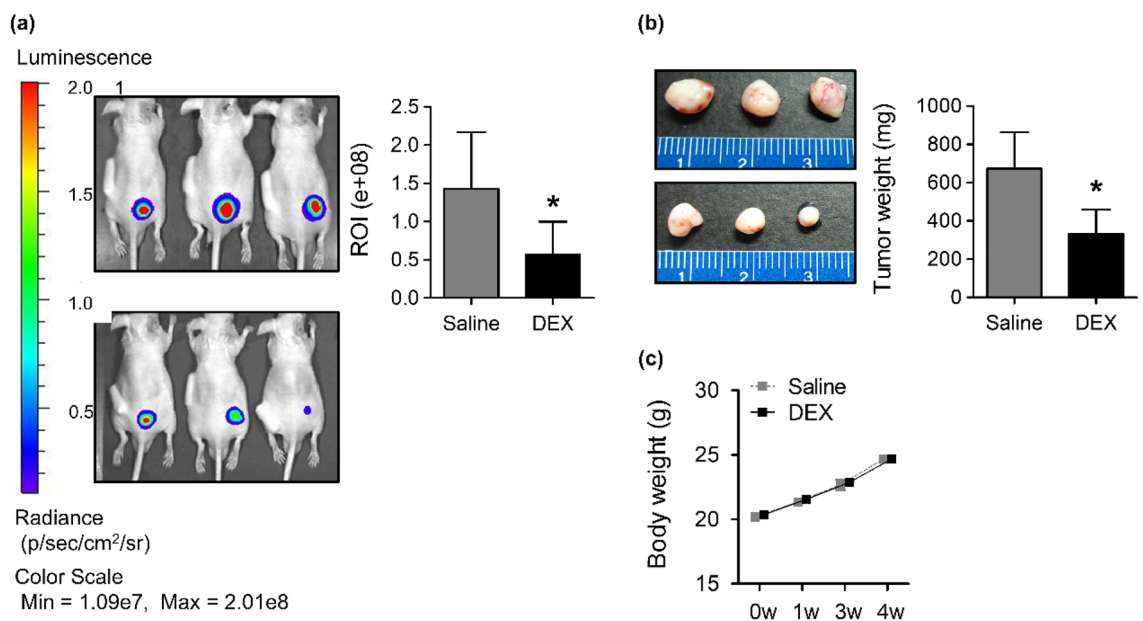 (a)
Luminescence
2.0
1
1.5
1.0
0.5
Radiance
(p/sec/cm²/sr)
Color Scale
Min = 1.09e7, Max = 2.01e8
ROI (e+08)
2.5
2.0
1.5
1.0
0.5
0.0
*
Saline DEX
(b)
1 2 3
1 2 3
Tumor weight (mg)
1000
800
600
400
200
0
*
Saline DEX
(c)
Body weight (g)
30
25
20
15
Saline
DEX
0w 1w 3w 4w